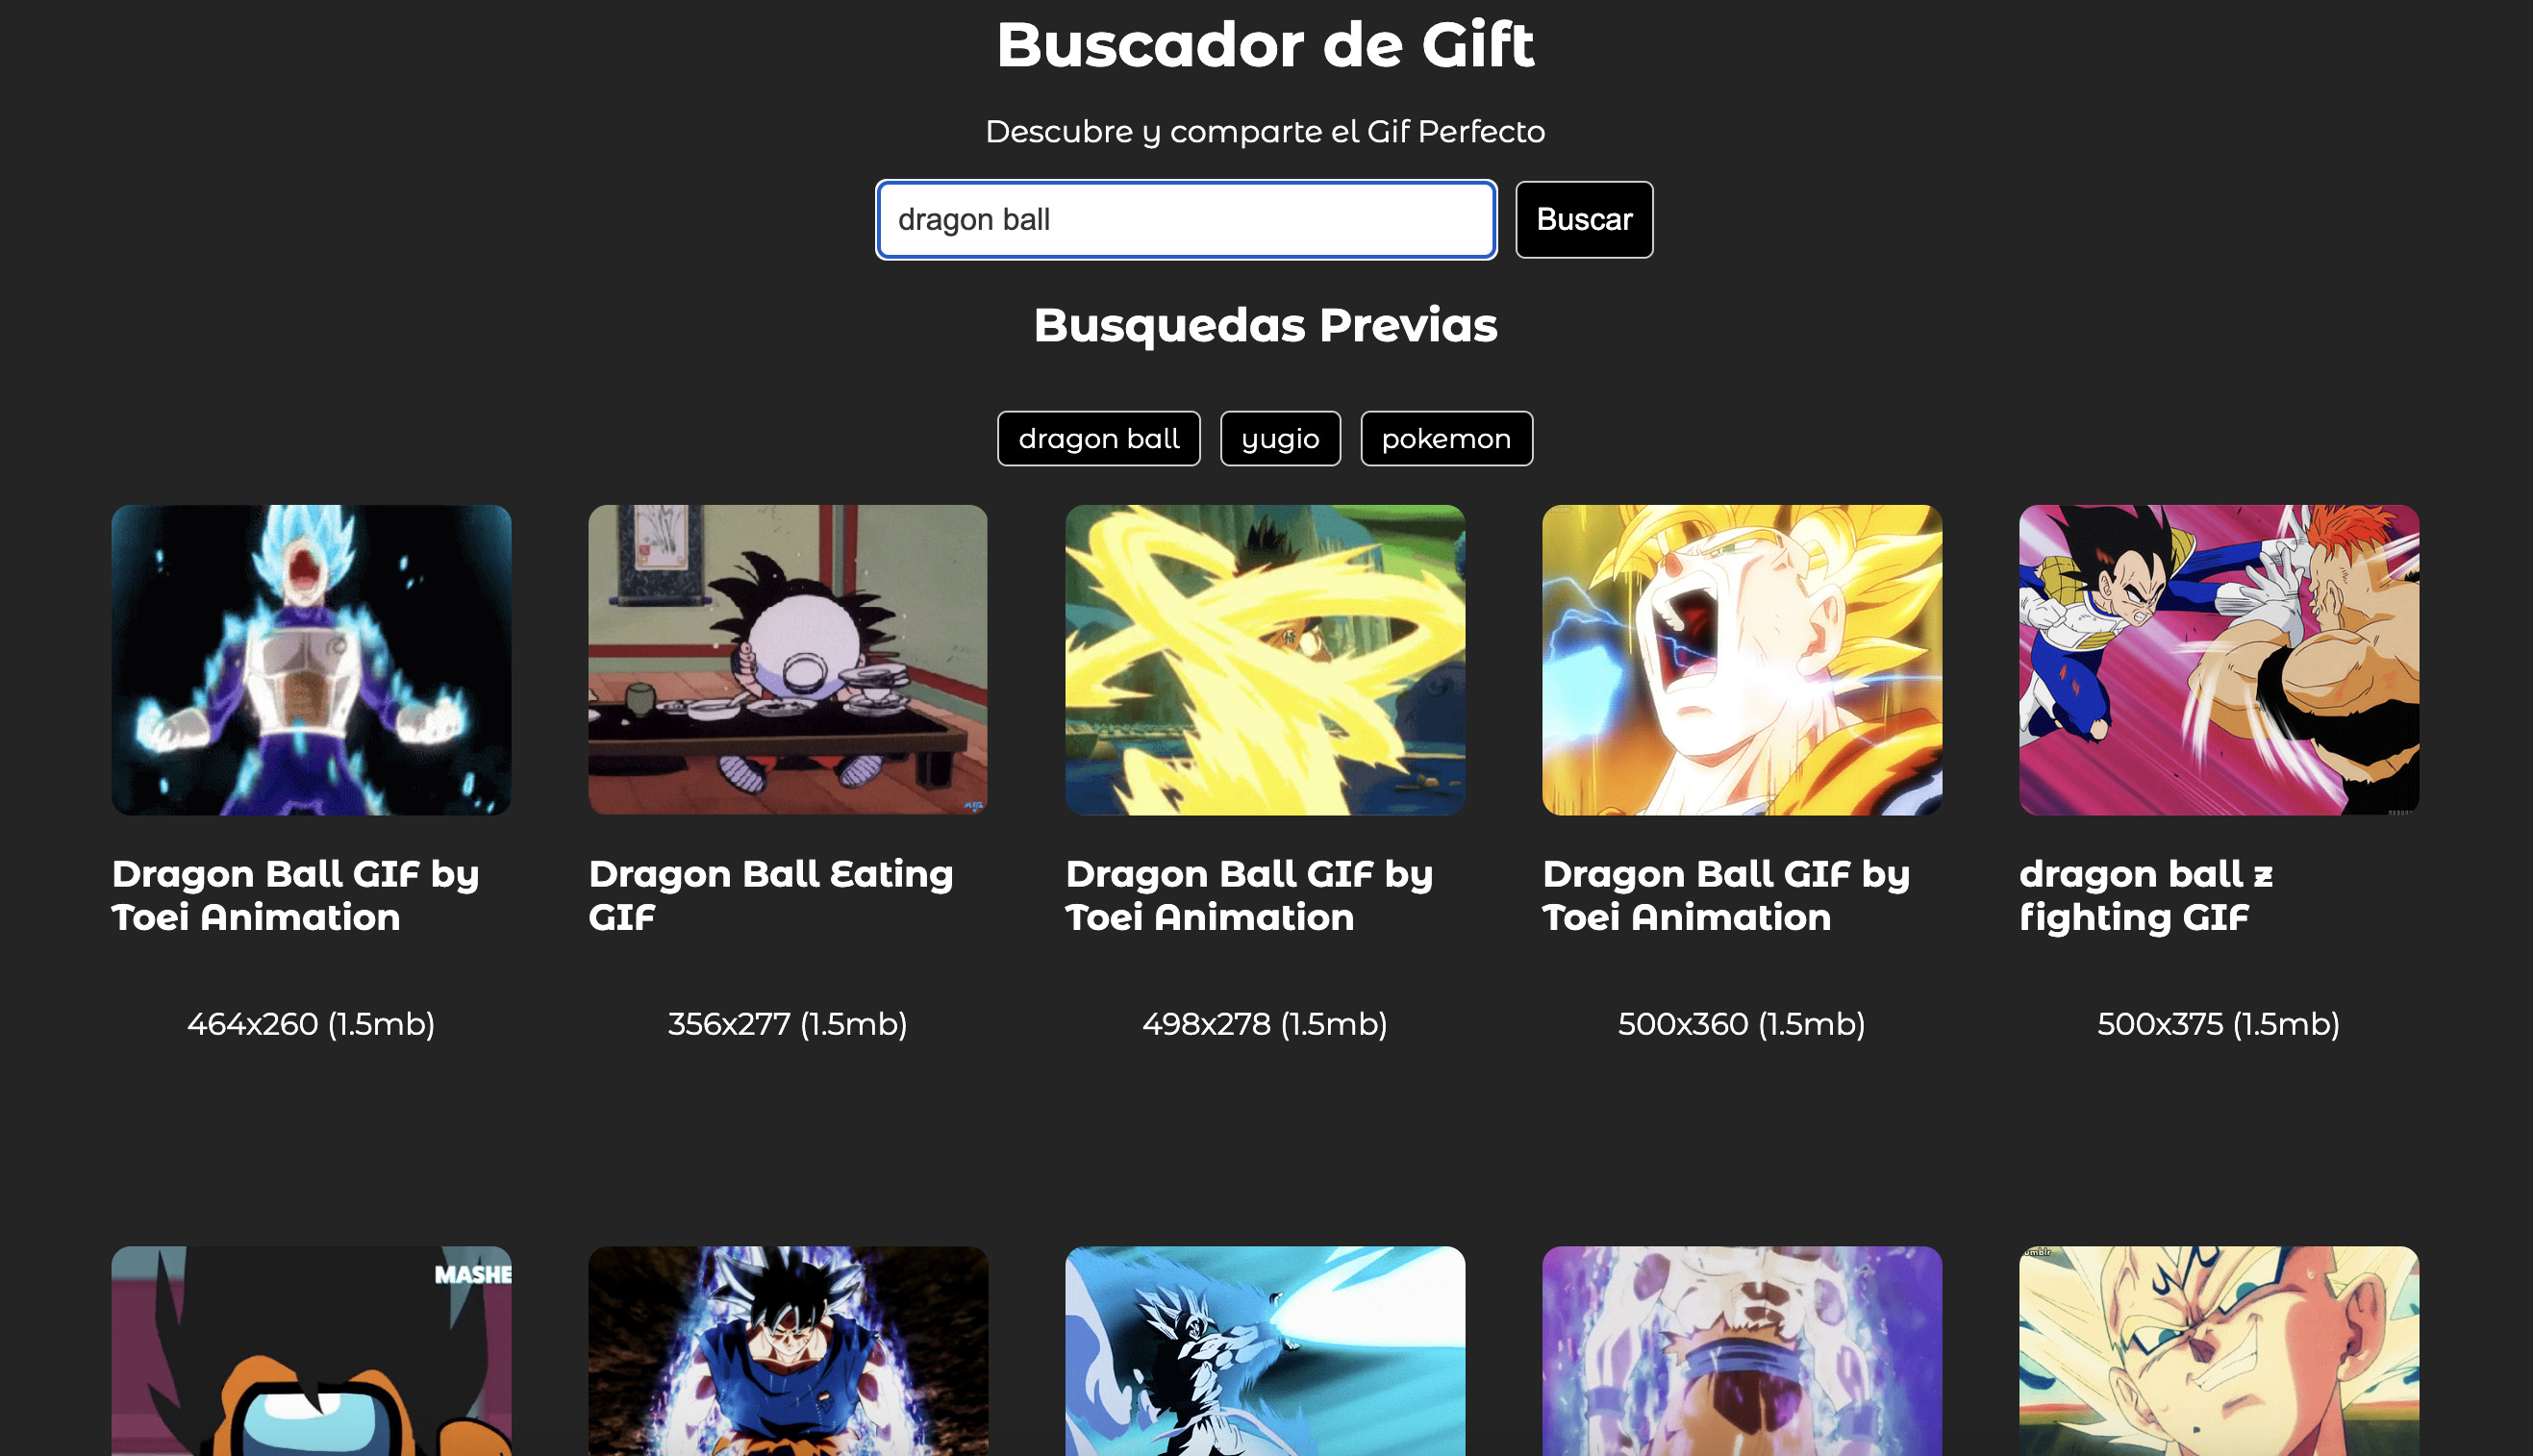 Buscador de Gift
Descubre y comparte el Gif Perfecto
dragon ball
Buscar
Busquedas Previas
dragon ball
yugio
pokemon
Dragon Ball GIF by
Toei Animation
Dragon Ball Eating
GIF
Dragon Ball GIF by
Toei Animation
Dragon Ball GIF by
Toei Animation
dragon ball z
fighting GIF
464x260 (1.5mb)
356x277 (1.5mb)
498x278 (1.5mb)
500x360 (1.5mb)
500x375 (1.5mb)
MASHE
umblr